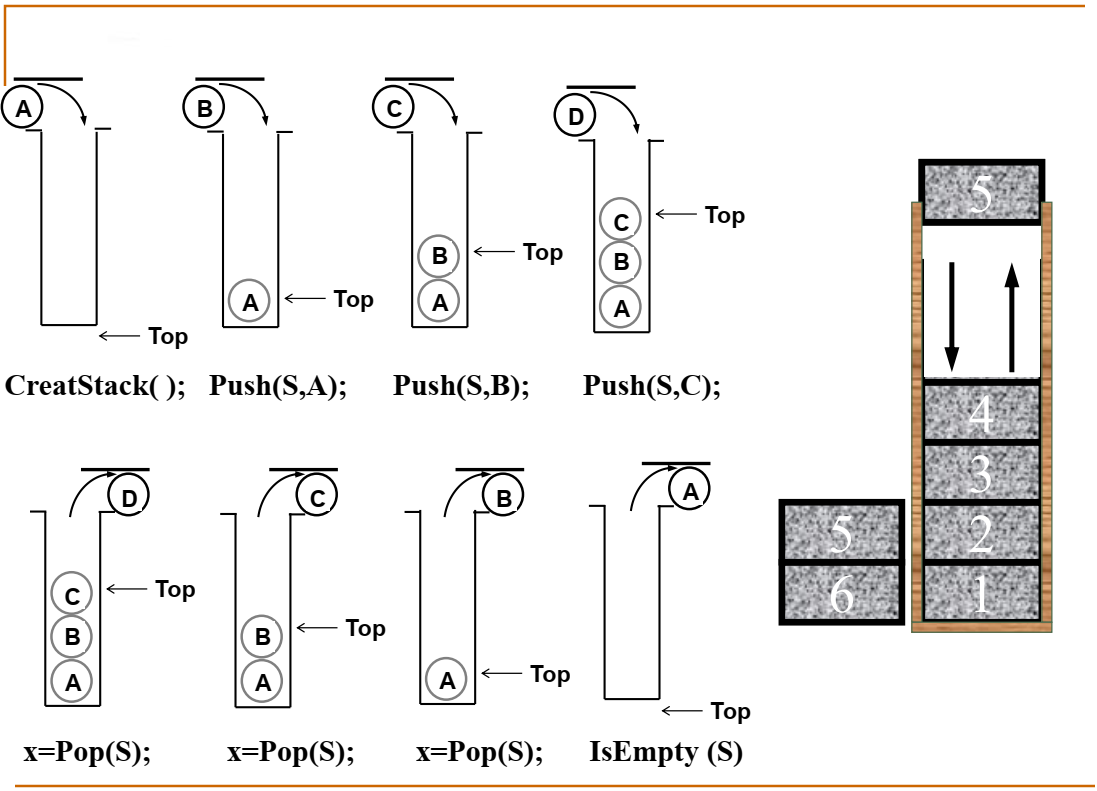 A B C D
5
C Top
B B Top B
A Top A A
Top
CreatStack( ); Push(S,A); Push(S,B); Push(S,C);
4
3
D C B A
5 2
C Top
6 1
B B Top
A Top A A Top
Top
x=Pop(S); x=Pop(S); x=Pop(S); IsEmpty (S)